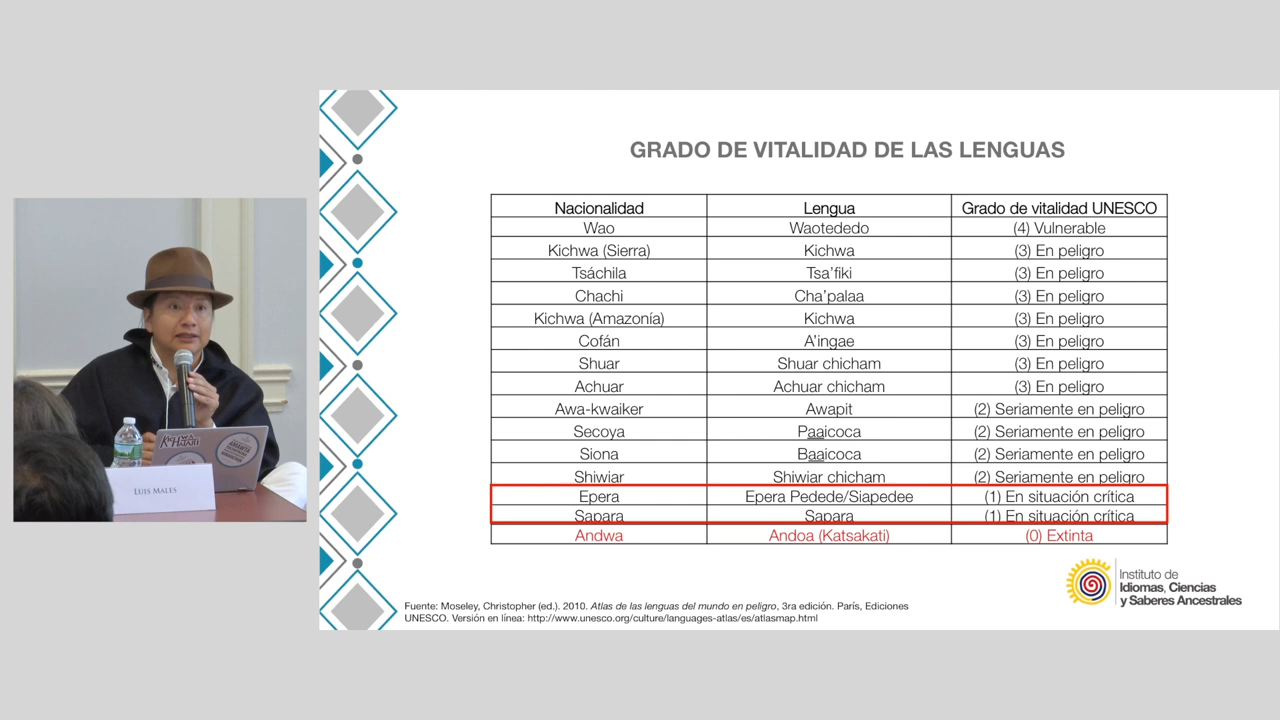 GRADO DE VITALIDAD DE LAS LENGUAS
Nacionalidad Lengua Grado de vitalidad UNESCO
Wao Waotededo (4) Vulnerable
Kichwa (Sierra) Kichwa (3) En peligro
Tsáchila Tsa'fiki (3) En peligro
Chachi Cha'palaa (3) En peligro
Kichwa (Amazonía) Kichwa (3) En peligro
Cofán A'ingae (3) En peligro
Shuar Shuar chicham (3) En peligro
Achuar Achuar chicham (3) En peligro
Awa-kwaiker Awapit (2) Seriamente en peligro
Secoya Paaicoca (2) Seriamente en peligro
Siona Baaicoca (2) Seriamente en peligro
Shiwiar Shiwiar chicham (2) Seriamente en peligro
Epera Epera Pedede/Siapedee (1) En situación crítica
Sapara Sapara (1) En situación crítica
Andwa Andoa (Katsakati) (0) Extinta
Fuente: Moseley, Christopher (ed.). 2010. Atlas de las lenguas del mundo en peligro, 3ra edición. París, Ediciones
UNESCO. Versión en línea: http://www.unesco.org/culture/languages-atlas/es/atlasmap.html
Instituto de
Idiomas, Ciencias
y Saberes Ancestrales
Kichwa
Hatari
AMAWTA
LUIS MALES